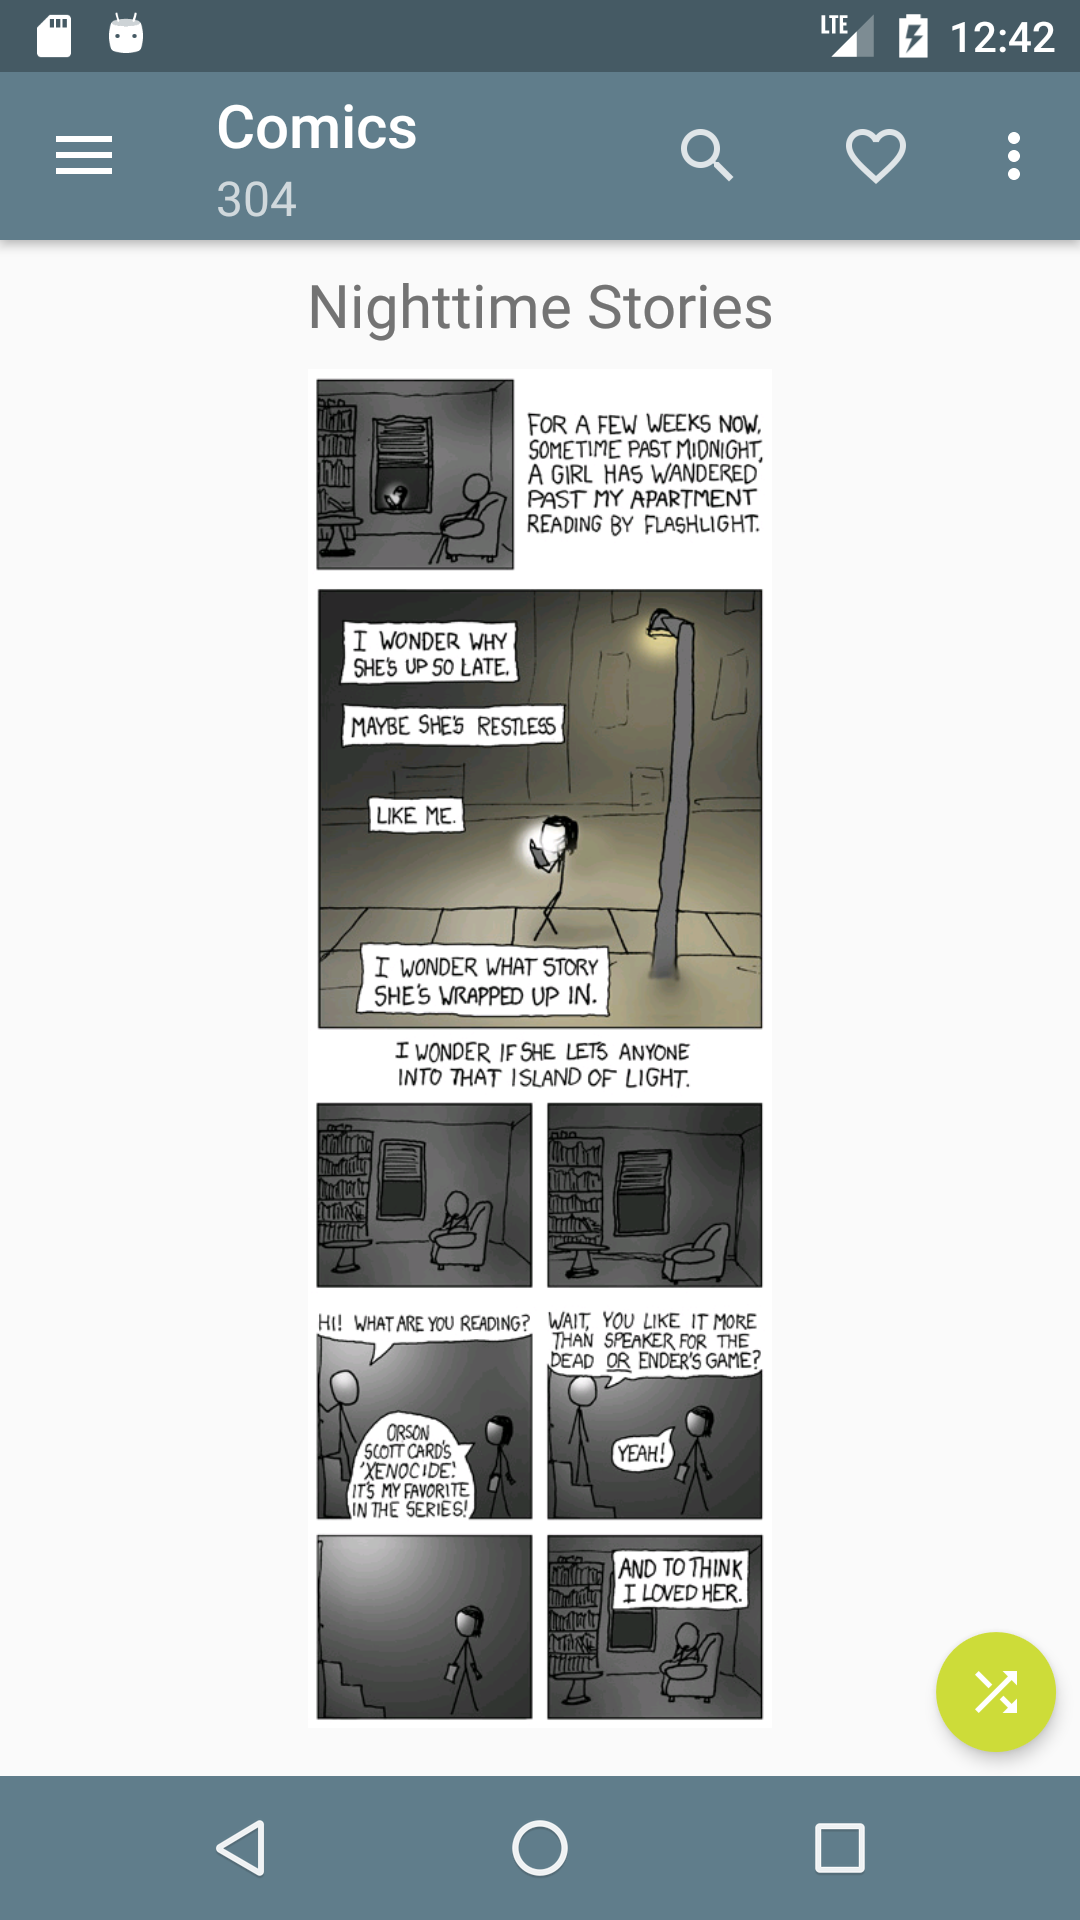 LTE 12:42
Comics
304
Nighttime Stories
FOR A FEW WEEKS NOW,
SOMETIME PAST MIDNIGHT,
A GIRL HAS WANDERED
PAST MY APARTMENT
READING BY FLASHLIGHT.
I WONDER WHY
SHE'S UP SO LATE.
MAYBE SHE'S RESTLESS
LIKE ME.
I WONDER WHAT STORY
SHE'S WRAPPED UP IN.
I WONDER IF SHE LETS ANYONE
INTO THAT ISLAND OF LIGHT.
HI! WHAT ARE YOU READING?
ORSON
SCOTT CARD'S
'XENOCIDE.'
IT'S MY FAVORITE
IN THE SERIES!
WAIT, YOU LIKE IT MORE
THAN SPEAKER FOR THE
DEAD OR ENDER'S GAME?
YEAH!
AND TO THINK
I LOVED HER.